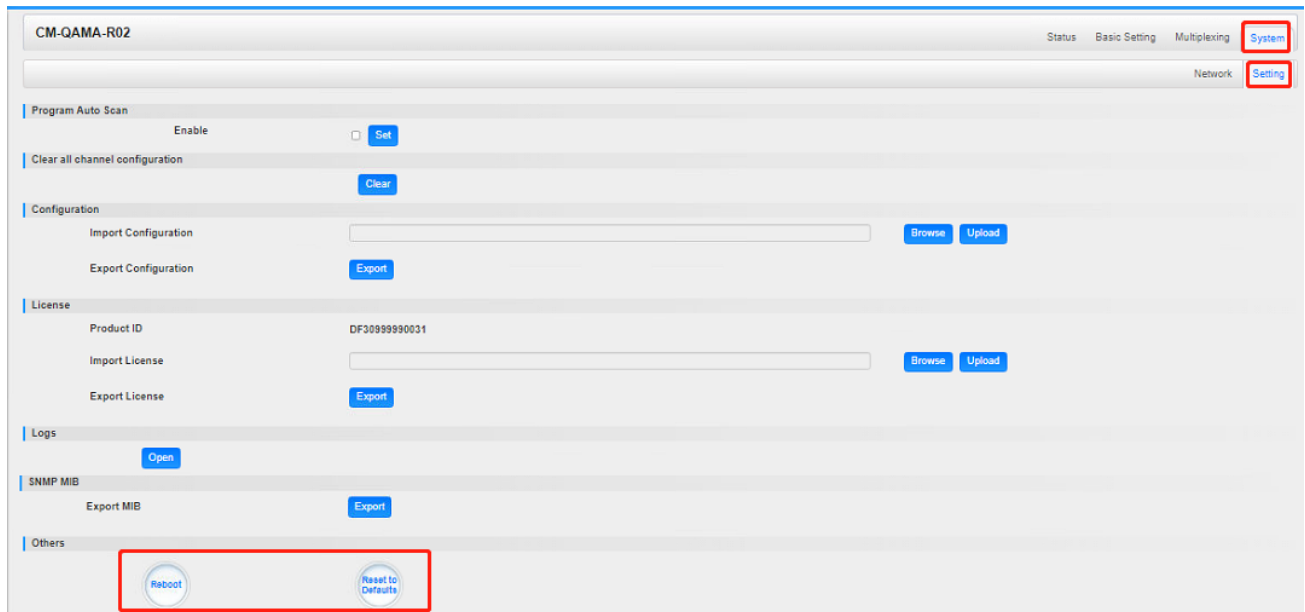 CM-QAMA-R02
Status Basic Setting Multiplexing System
Network Setting
Program Auto Scan
Enable Set
Clear all channel configuration
Clear
Configuration
Import Configuration Browse Upload
Export Configuration Export
License
Product ID DF30999990031
Import License Browse Upload
Export License Export
Logs
Open
SNMP MIB
Export MIB Export
Others
Reboot
Reset to
Defaults